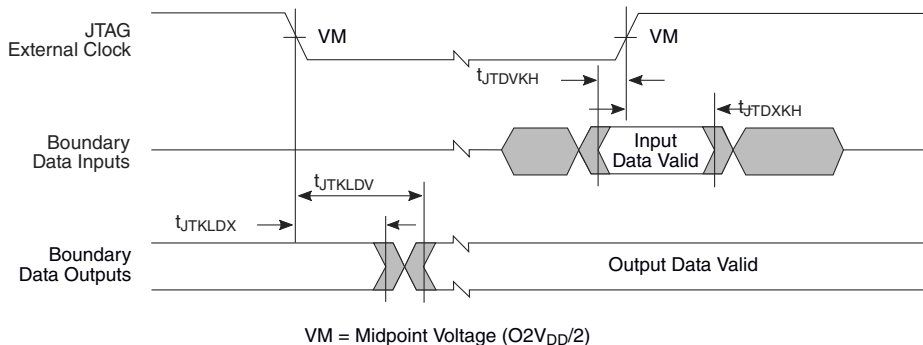 JTAG
External Clock
VM
VM
tJTDVKH
tJTDXKH
Boundary
Data Inputs
Input
Data Valid
tJTKLDV
tJTKLDX
Boundary
Data Outputs
Output Data Valid
VM = Midpoint Voltage (O2VDD/2)